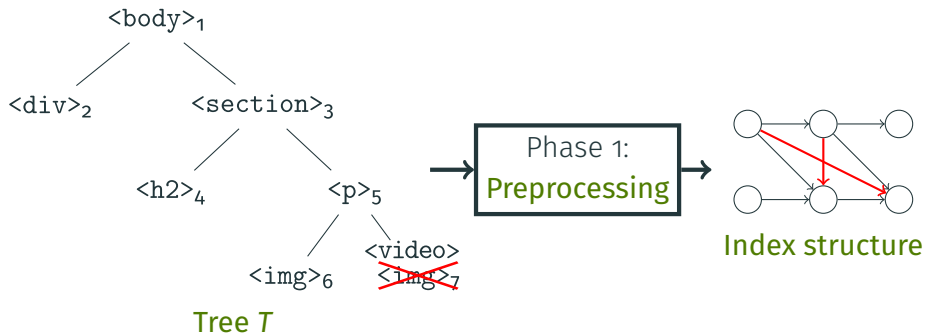 <body>1
<div>2
<section>3
<h2>4
<p>5
<img>6
<video>
<img>7
Tree T
Phase 1:
Preprocessing
Index structure